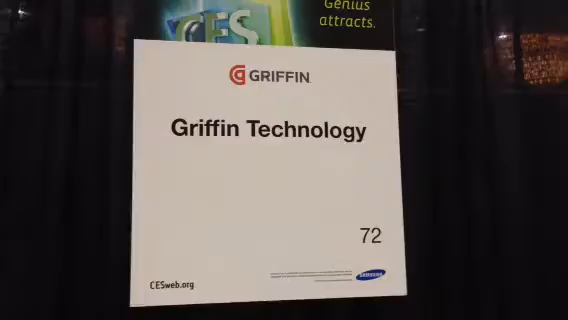 Genius
attracts.
CES
GRIFFIN
Griffin Technology
72
SAMSUNG
CESweb.org